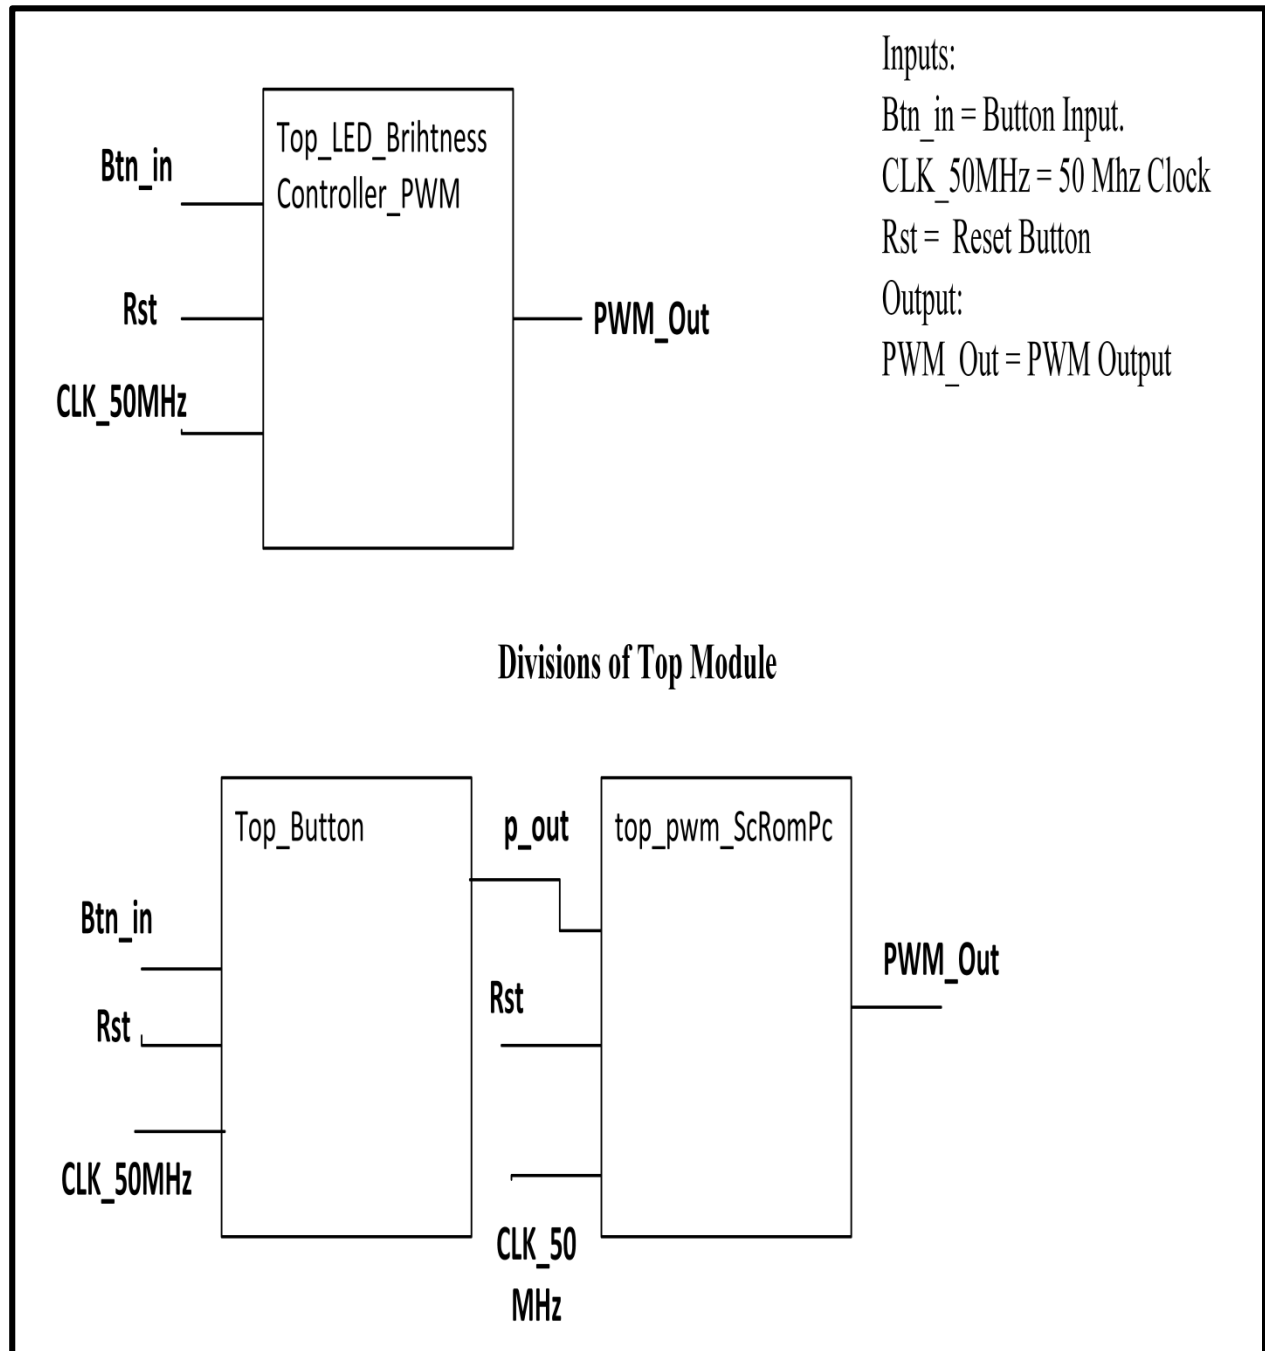 Inputs:
Btn_in = Button Input.
CLK_50MHz = 50 Mhz Clock
Rst = Reset Button
Output:
PWM_Out = PWM Output
Top_LED_Brihtness
Controller_PWM
Btn_in
Rst
CLK_50MHz
PWM_Out
Divisions of Top Module
Top_Button
Btn_in
Rst
CLK_50MHz
p_out
top_pwm_ScRomPc
Rst
CLK_50
MHz
PWM_Out